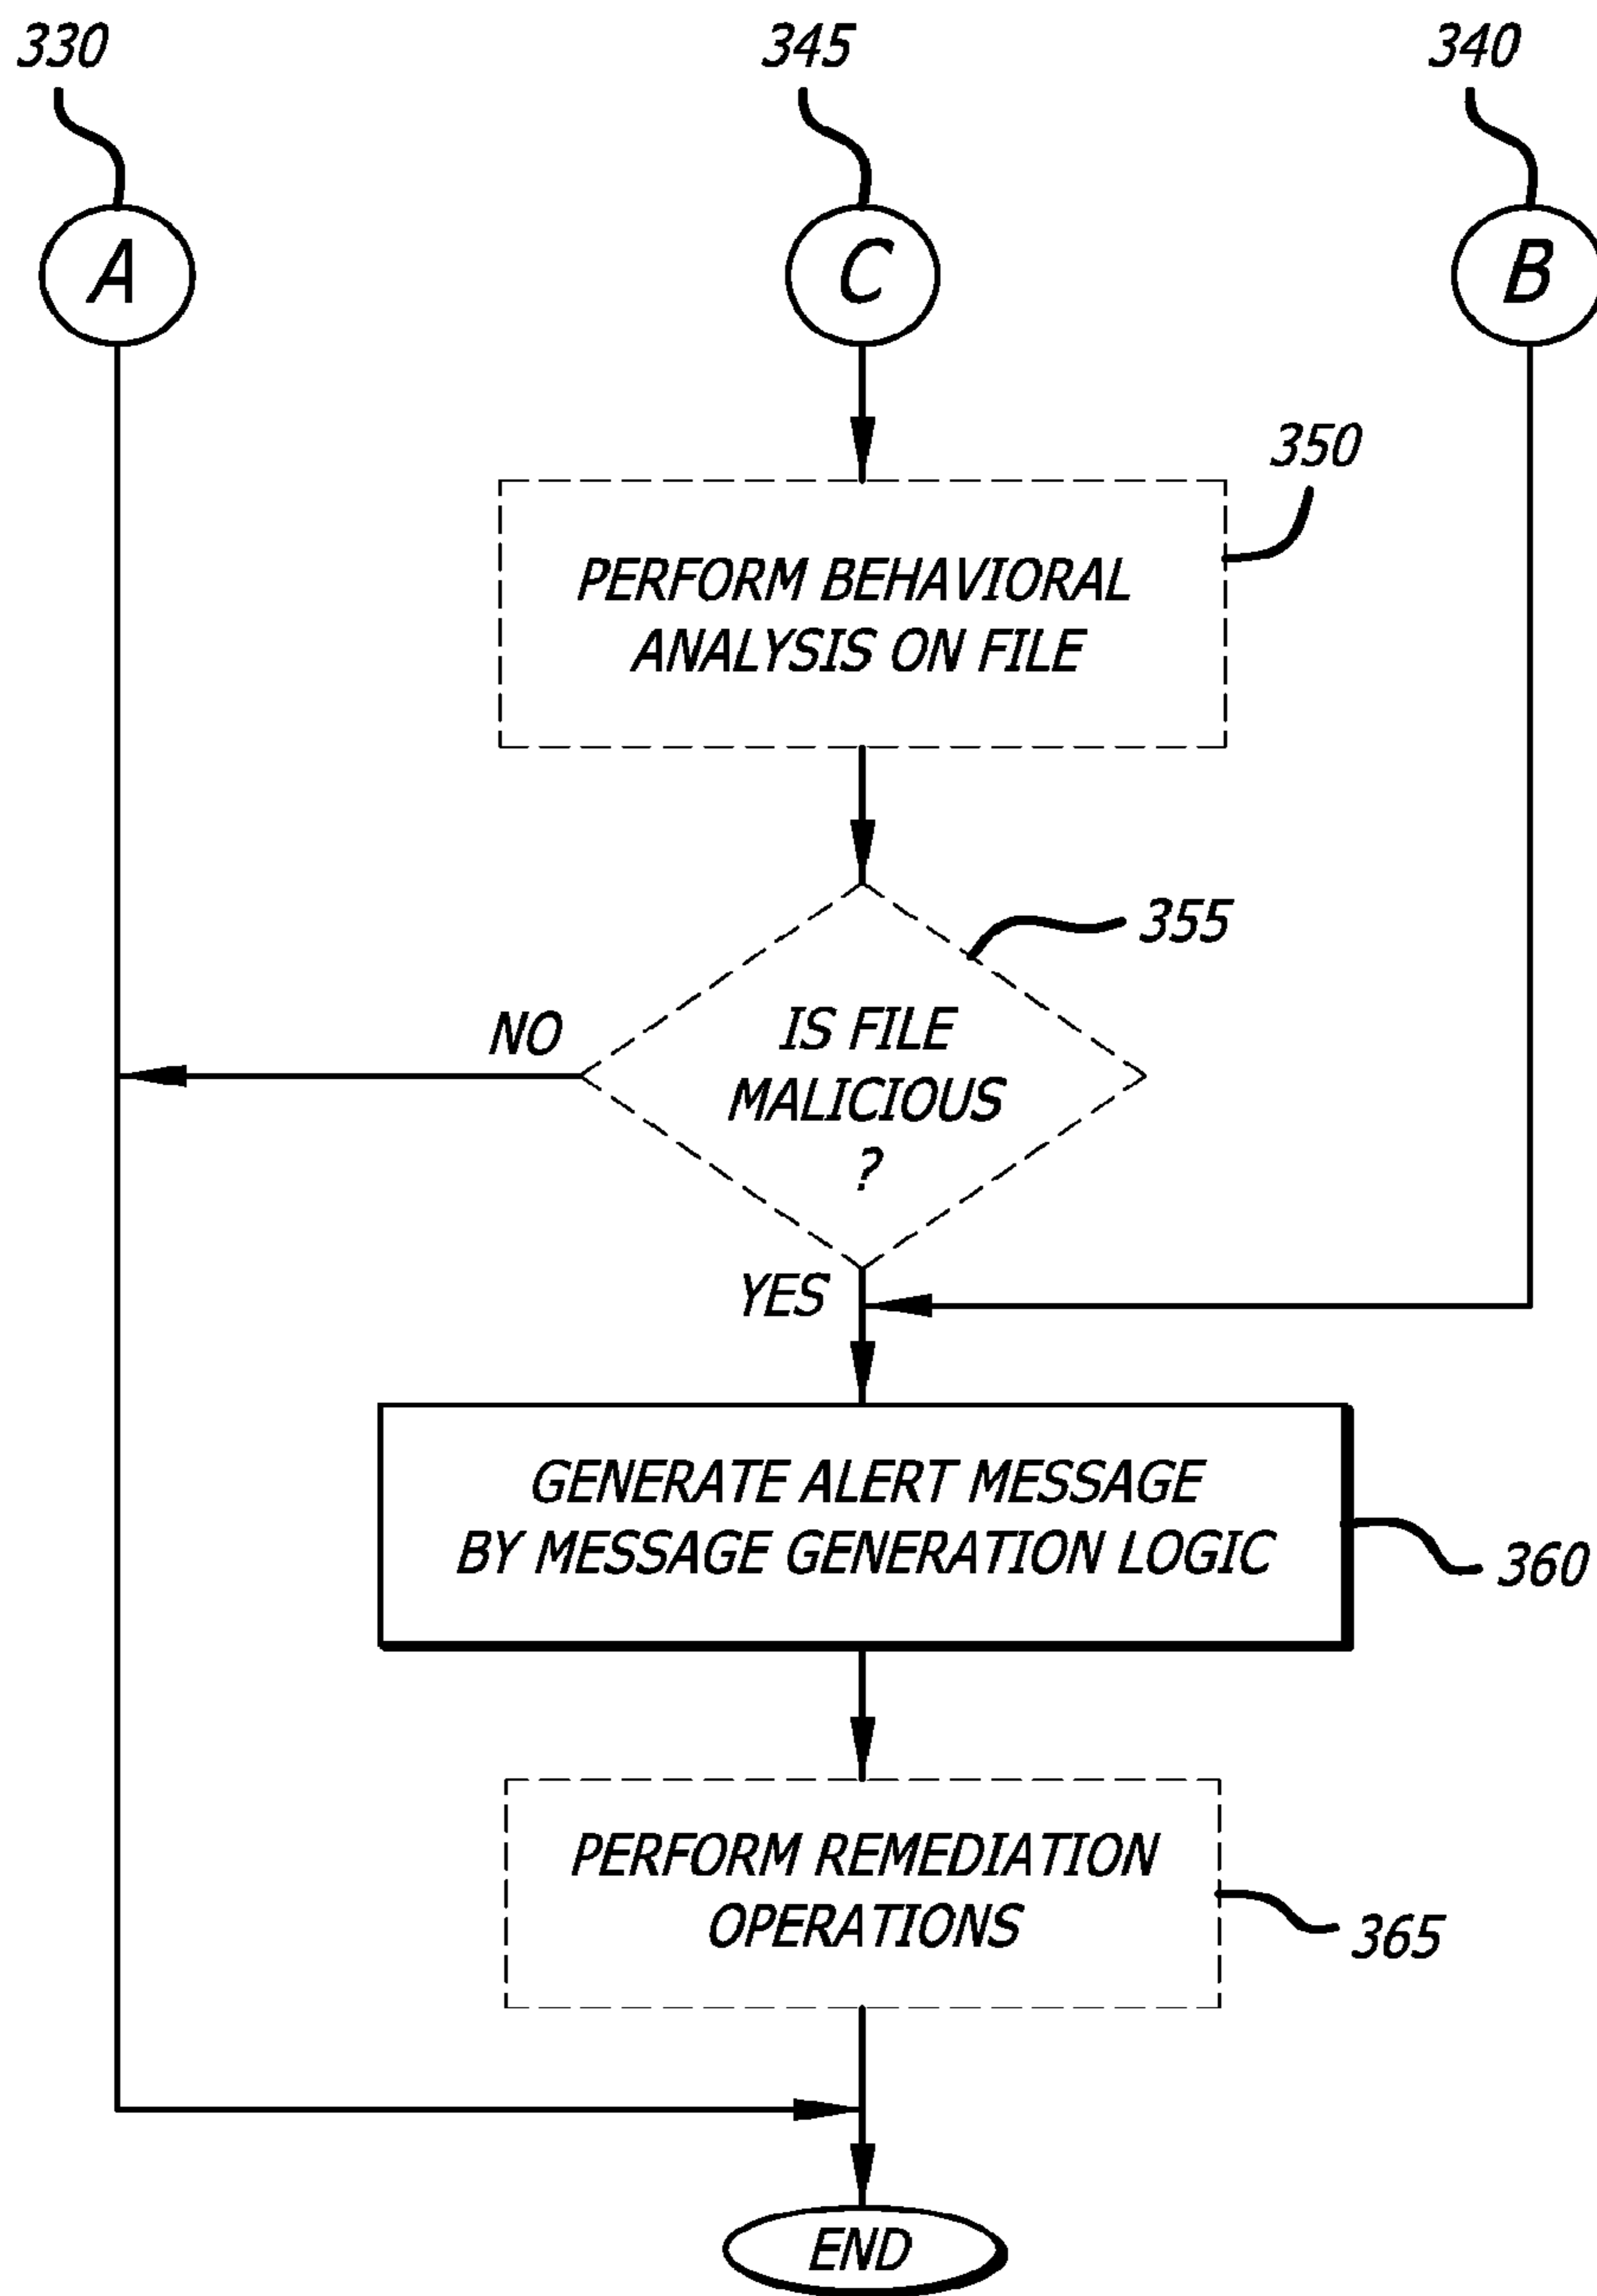 330
345
340
A
C
B
350
PERFORM BEHAVIORAL
ANALYSIS ON FILE
355
NO
IS FILE
MALICIOUS
?
YES
GENERATE ALERT MESSAGE
BY MESSAGE GENERATION LOGIC
360
PERFORM REMEDIATION
OPERATIONS
365
END